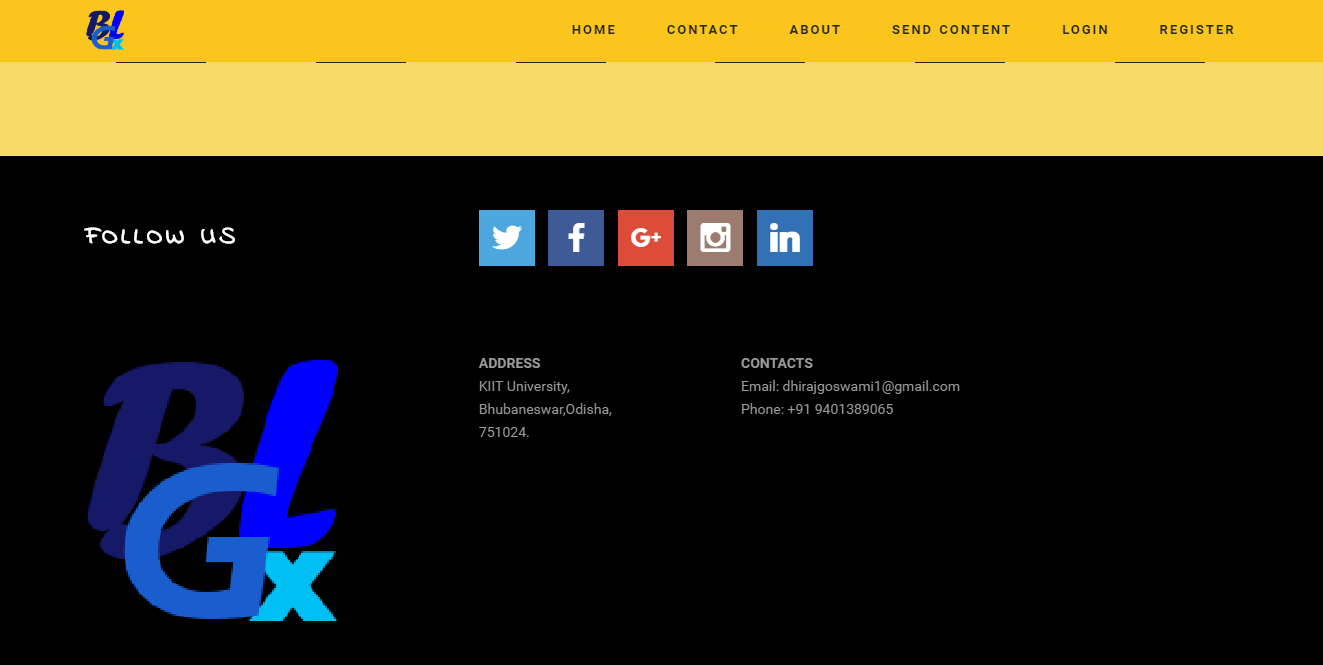 BLGx
HOME CONTACT ABOUT SEND CONTENT LOGIN REGISTER
FOLLOW US
G+
in
BLGx
ADDRESS
KIIT University,
Bhubaneswar,Odisha,
751024.
CONTACTS
Email: dhirajgoswami1@gmail.com
Phone: +91 9401389065